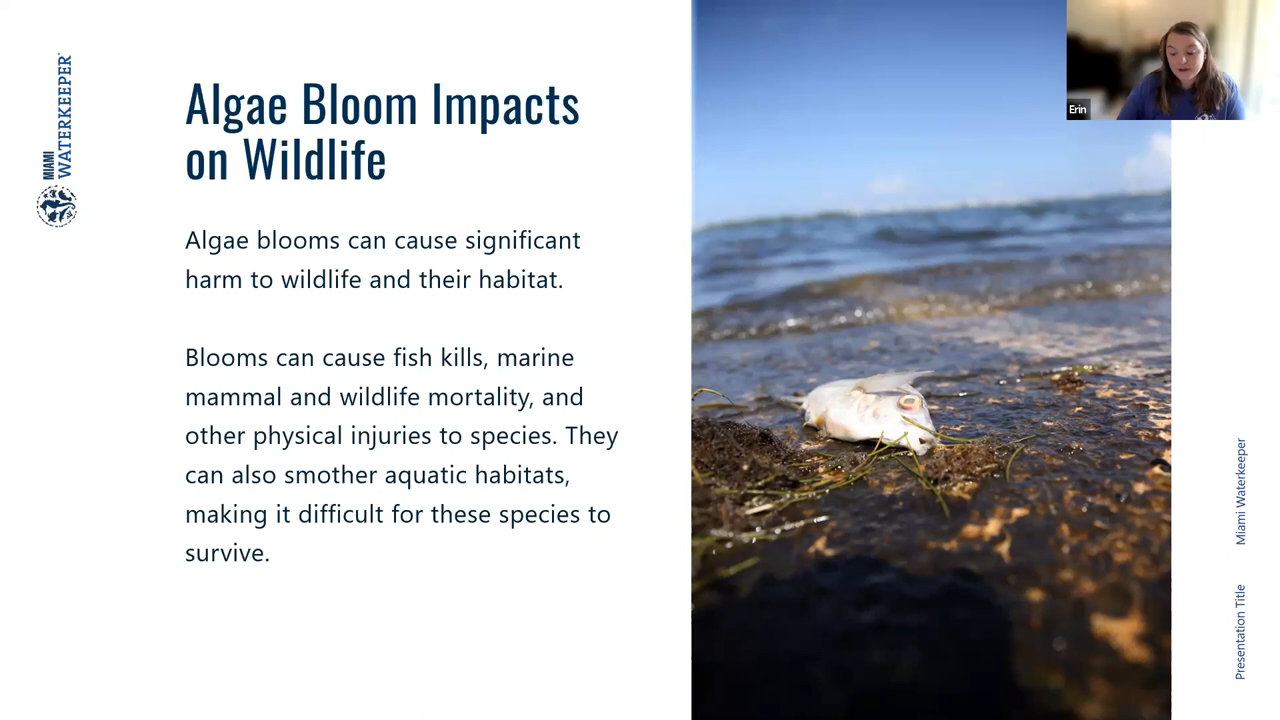 MIAMI
WATERKEEPER
Algae Bloom Impacts
on Wildlife
Algae blooms can cause significant
harm to wildlife and their habitat.
Blooms can cause fish kills, marine
mammal and wildlife mortality, and
other physical injuries to species. They
can also smother aquatic habitats,
making it difficult for these species to
survive.
Erin
Miami Waterkeeper
Presentation Title